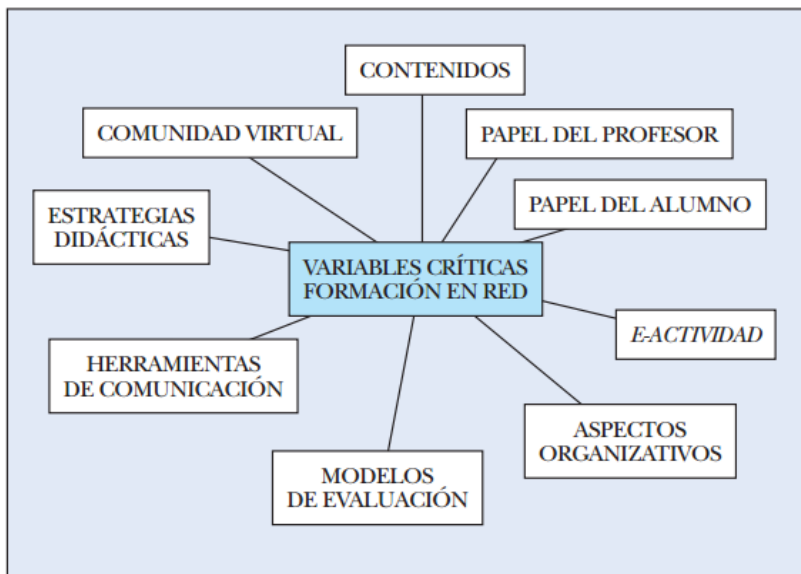 CONTENIDOS
COMUNIDAD VIRTUAL
PAPEL DEL PROFESOR
ESTRATEGIAS
DIDÁCTICAS
PAPEL DEL ALUMNO
VARIABLES CRÍTICAS
FORMACIÓN EN RED
E-ACTIVIDAD
HERRAMIENTAS
DE COMUNICACIÓN
ASPECTOS
ORGANIZATIVOS
MODELOS
DE EVALUACIÓN